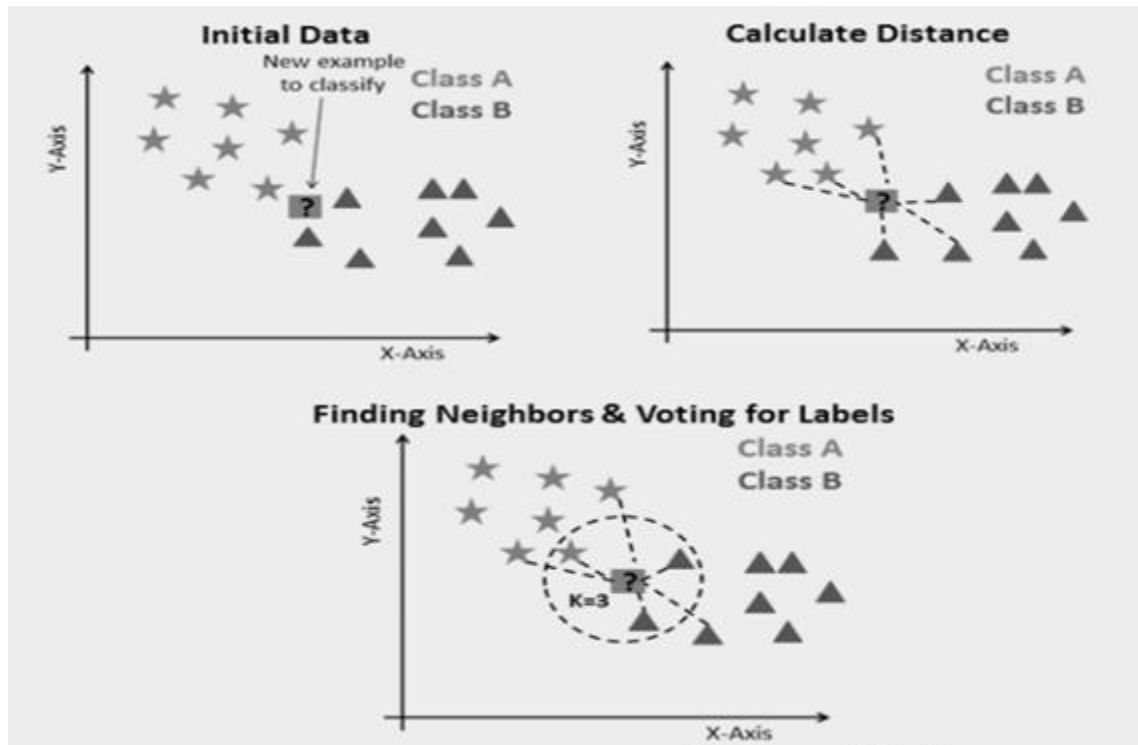 Initial Data
New example
to classify
Class A
Class B
?
Y-Axis
X-Axis
Calculate Distance
Class A
Class B
?
Y-Axis
X-Axis
Finding Neighbors & Voting for Labels
Class A
Class B
?
K=3
Y-Axis
X-Axis